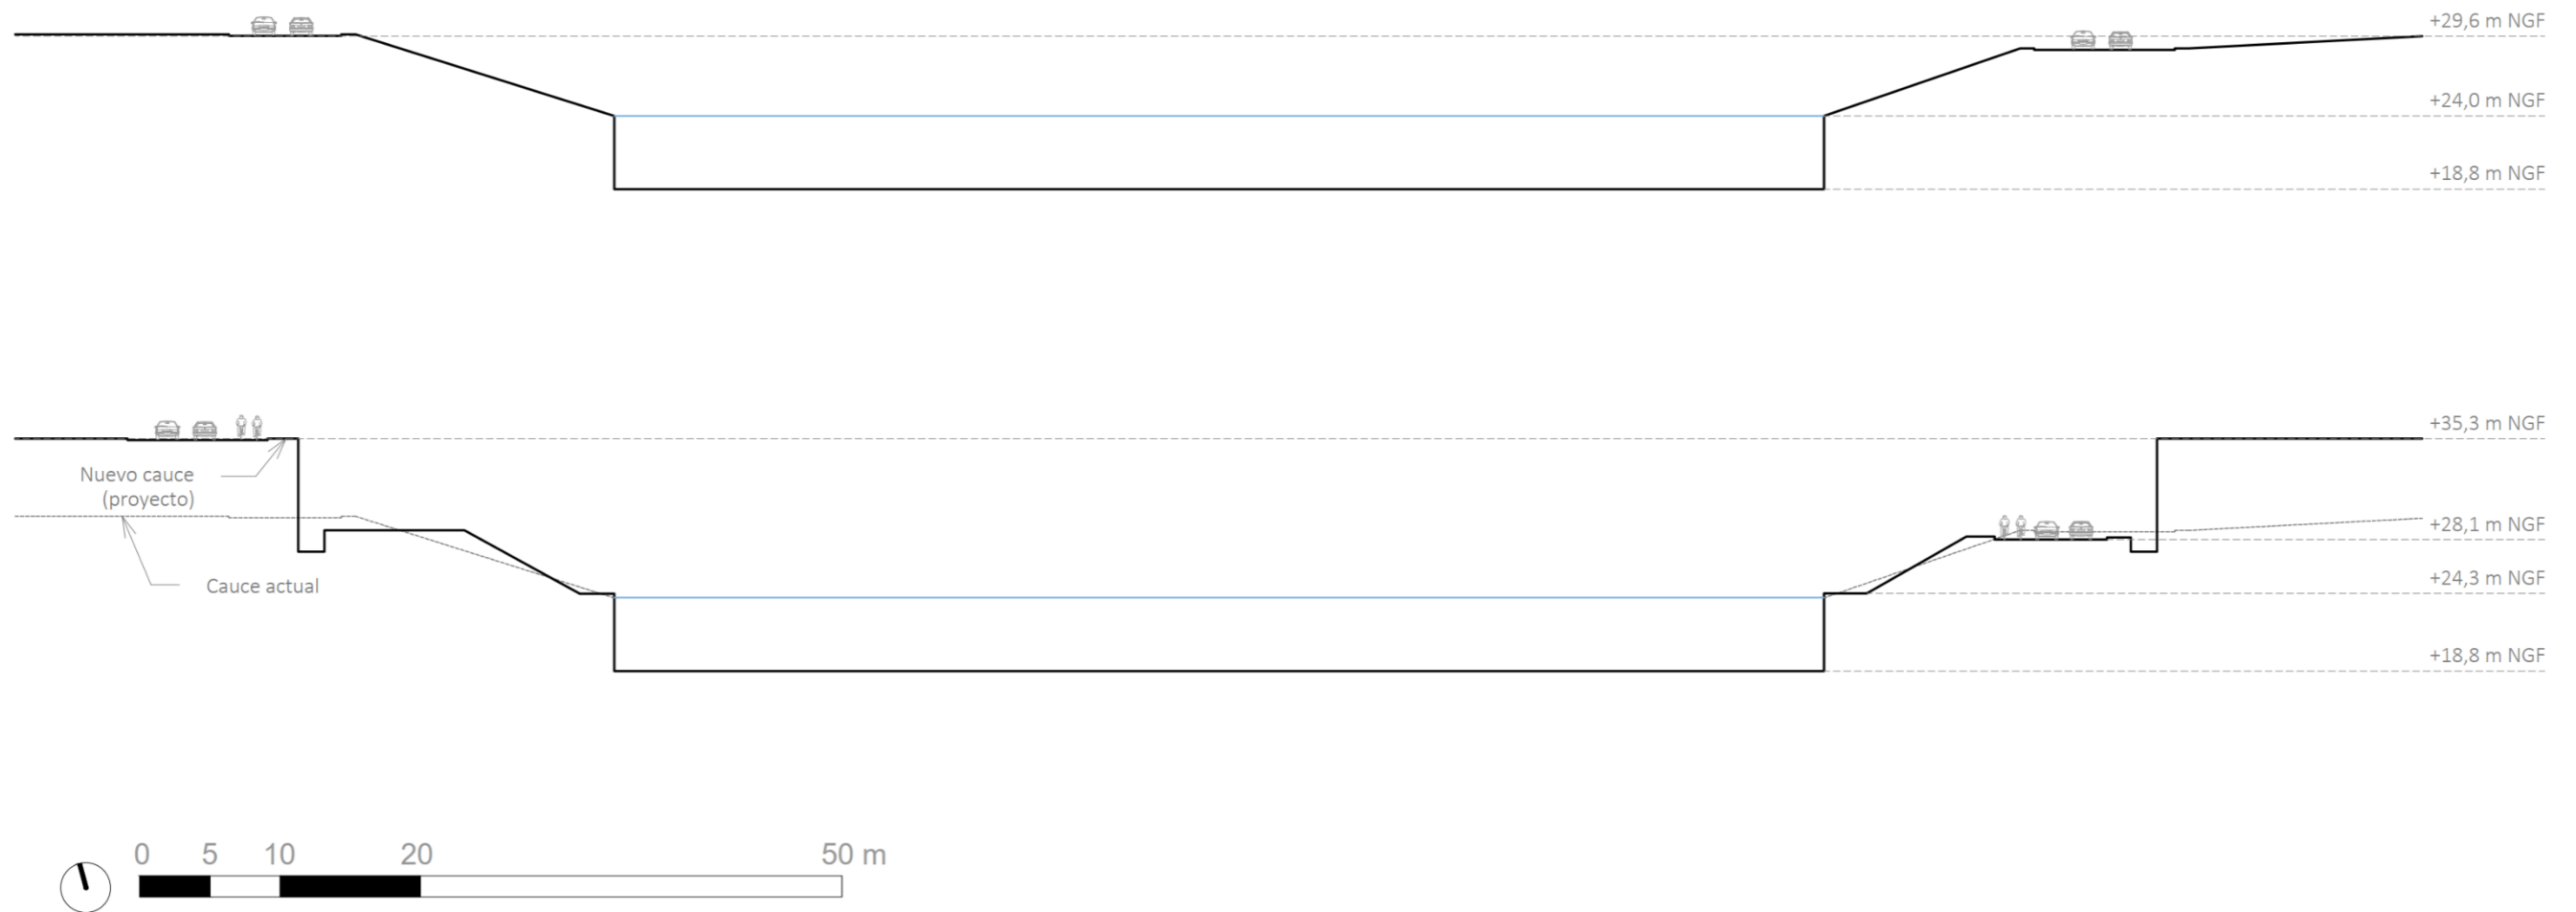 +29,6 m NGF
+24,0 m NGF
+18,8 m NGF
+35,3 m NGF
Nuevo cauce
(proyecto)
+28,1 m NGF
+24,3 m NGF
Cauce actual
+18,8 m NGF
0 5 10 20 50 m